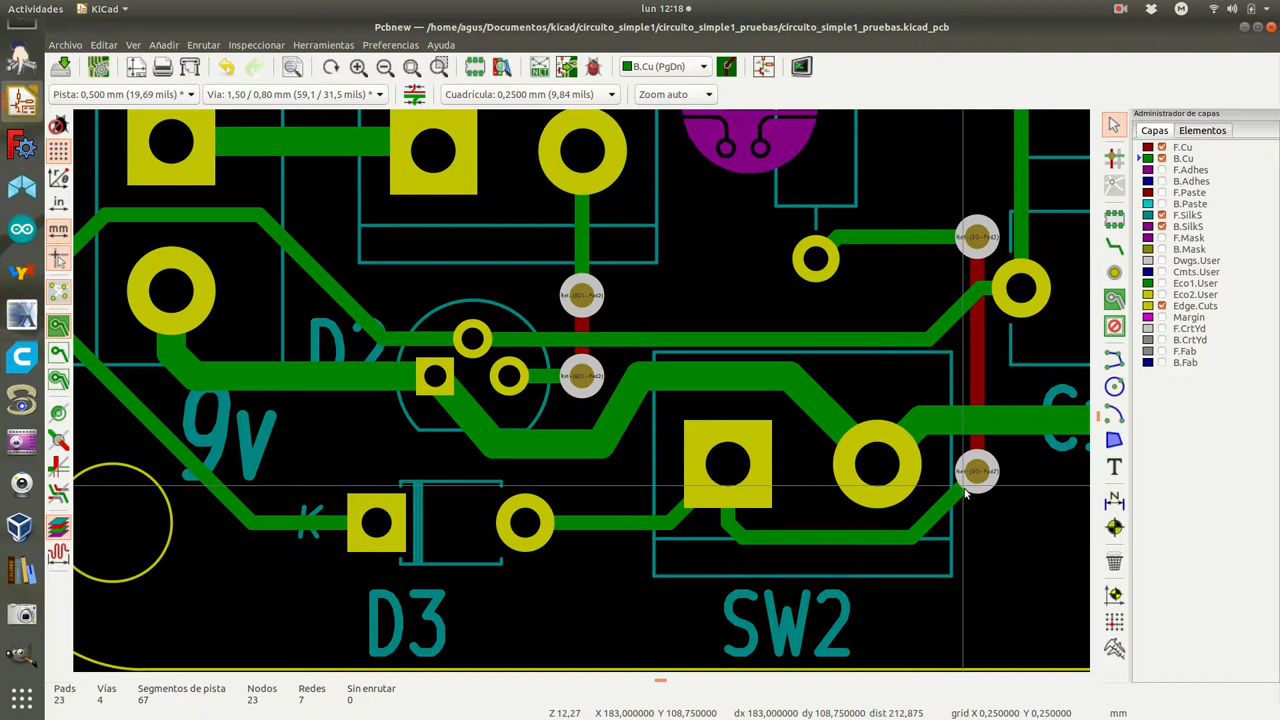 Actividades
KiCad
lun 12:18
Pcbnew — /home/agus/Documentos/kicad/circuito_simple1/circuito_simple1_pruebas/circuito_simple1_pruebas.kicad_pcb
Archivo Editar Ver Añadir Enrutar Inspeccionar Herramientas Preferencias Ayuda
B.Cu (PgDn)
Pista: 0,500 mm (19,69 mils) *
Via: 1,50 / 0,80 mm (59,1 / 31,5 mils) *
Cuadrícula: 0,2500 mm (9,84 mils)
Zoom auto
in
mm
Administrador de capas
Capas Elementos
F.Cu
B.Cu
F.Adhes
B.Adhes
F.Paste
B.Paste
F.SilkS
B.SilkS
F.Mask
B.Mask
Dwgs.User
Cmts.User
Eco1.User
Eco2.User
Edge.Cuts
Margin
F.CrtYd
B.CrtYd
F.Fab
B.Fab
9v
K
D3
SW2
Pads Vías Segmentos de pista Nodos Redes Sin enrutar
23 4 67 23 7 0
Z 12,27 X 183,000000 Y 108,750000 dx 183,000000 dy 108,750000 dist 212,875 grid X 0,250000 Y 0,250000 mm